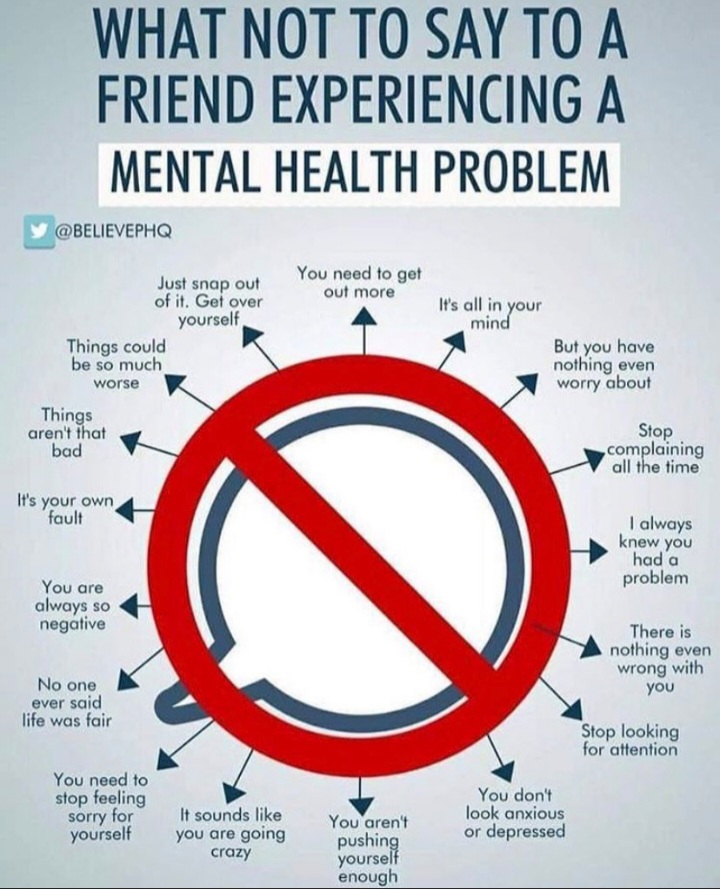 WHAT NOT TO SAY TO A
FRIEND EXPERIENCING A
MENTAL HEALTH PROBLEM
@BELIEVEPHQ
You need to get
out more
It's all in your
mind
But you have
nothing even
worry about
Stop
complaining
all the time
I always
knew you
had a
problem
There is
nothing even
wrong with
you
Stop looking
for attention
You don't
look anxious
or depressed
You aren't
pushing
yourself
enough
It sounds like
you are going
crazy
You need to
stop feeling
sorry for
yourself
No one
ever said
life was fair
You are
always so
negative
It's your own
fault
Things
aren't that
bad
Things could
be so much
worse
Just snap out
of it. Get over
yourself